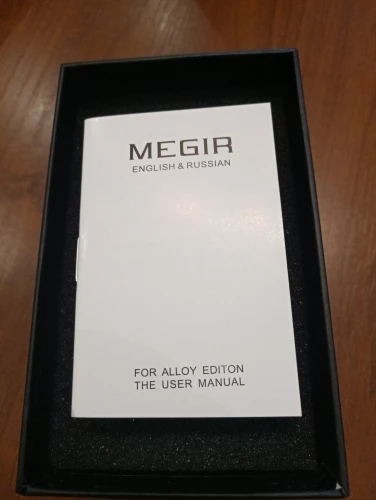 MEGIR
ENGLISH & RUSSIAN
FOR ALLOY EDITON
THE USER MANUAL